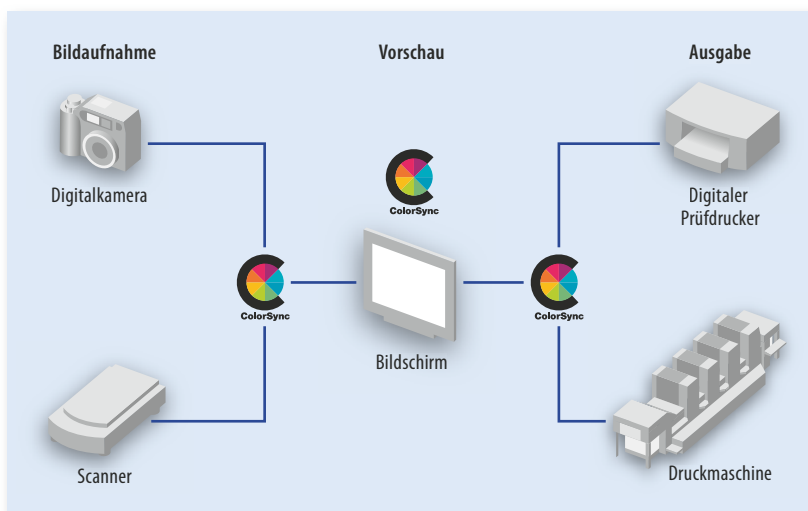 Bildaufnahme
Vorschau
Ausgabe
Digitalkamera
ColorSync
Digitaler
Prüfdrucker
ColorSync
ColorSync
Bildschirm
Scanner
Druckmaschine